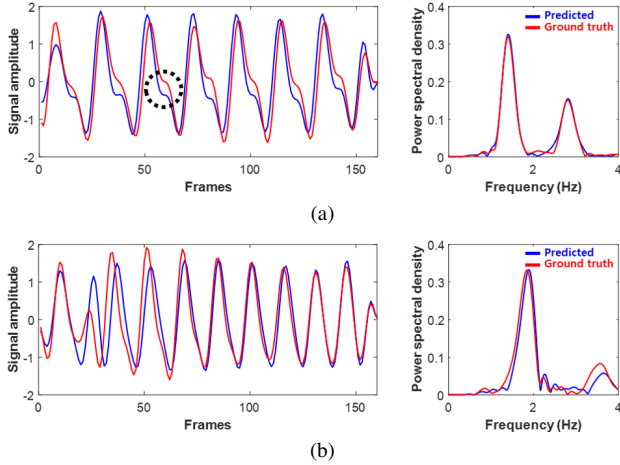 Signal amplitude
2
1
0
-1
-2
0
50
100
150
Frames
Power spectral density
0.4
0.3
0.2
0.1
0
0
2
4
Frequency (Hz)
Predicted
Ground truth
(a)
Signal amplitude
2
1
0
-1
-2
0
50
100
150
Frames
Power spectral density
0.4
0.3
0.2
0.1
0
0
2
4
Frequency (Hz)
Predicted
Ground truth
(b)